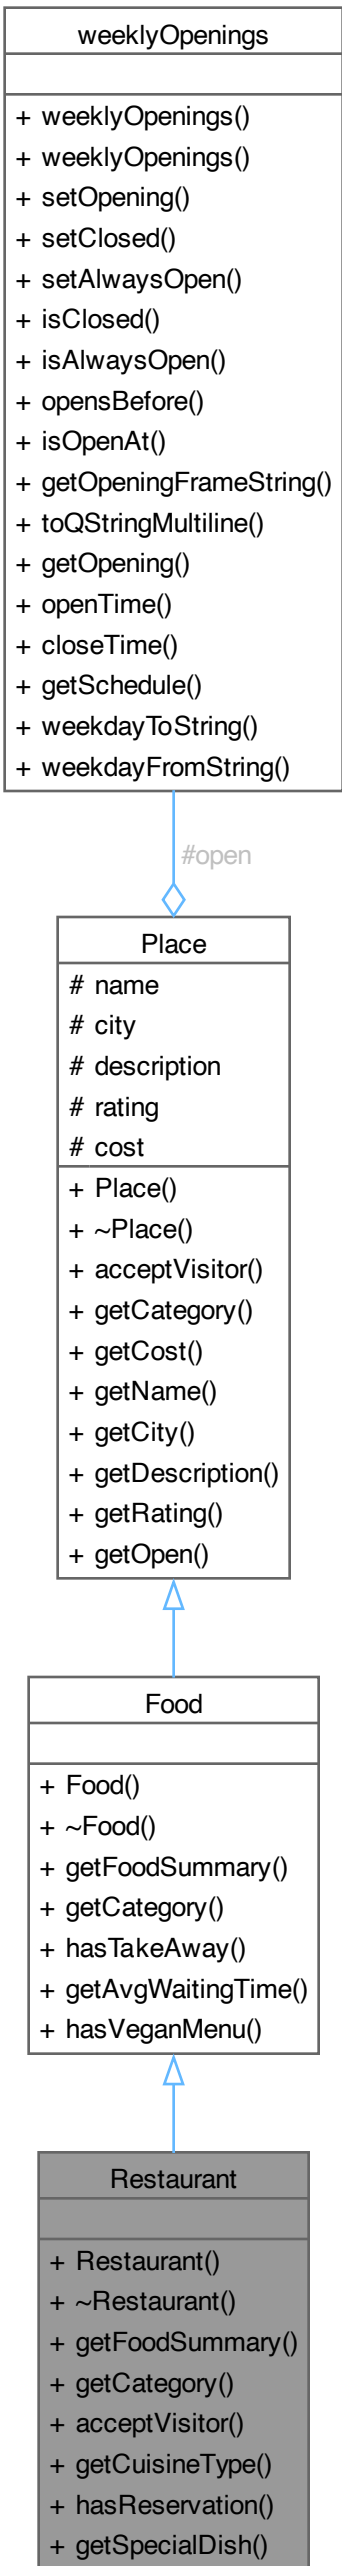 weeklyOpenings
+ weeklyOpenings()
+ weeklyOpenings()
+ setOpening()
+ setClosed()
+ setAlwaysOpen()
+ isClosed()
+ isAlwaysOpen()
+ opensBefore()
+ isOpenAt()
+ getOpeningFrameString()
+ toQStringMultiline()
+ getOpening()
+ openTime()
+ closeTime()
+ getSchedule()
+ weekdayToString()
+ weekdayFromString()
#open
Place
# name
# city
# description
# rating
# cost
+ Place()
+ ~Place()
+ acceptVisitor()
+ getCategory()
+ getCost()
+ getName()
+ getCity()
+ getDescription()
+ getRating()
+ getOpen()
Food
+ Food()
+ ~Food()
+ getFoodSummary()
+ getCategory()
+ hasTakeAway()
+ getAvgWaitingTime()
+ hasVeganMenu()
Restaurant
+ Restaurant()
+ ~Restaurant()
+ getFoodSummary()
+ getCategory()
+ acceptVisitor()
+ getCuisineType()
+ hasReservation()
+ getSpecialDish()